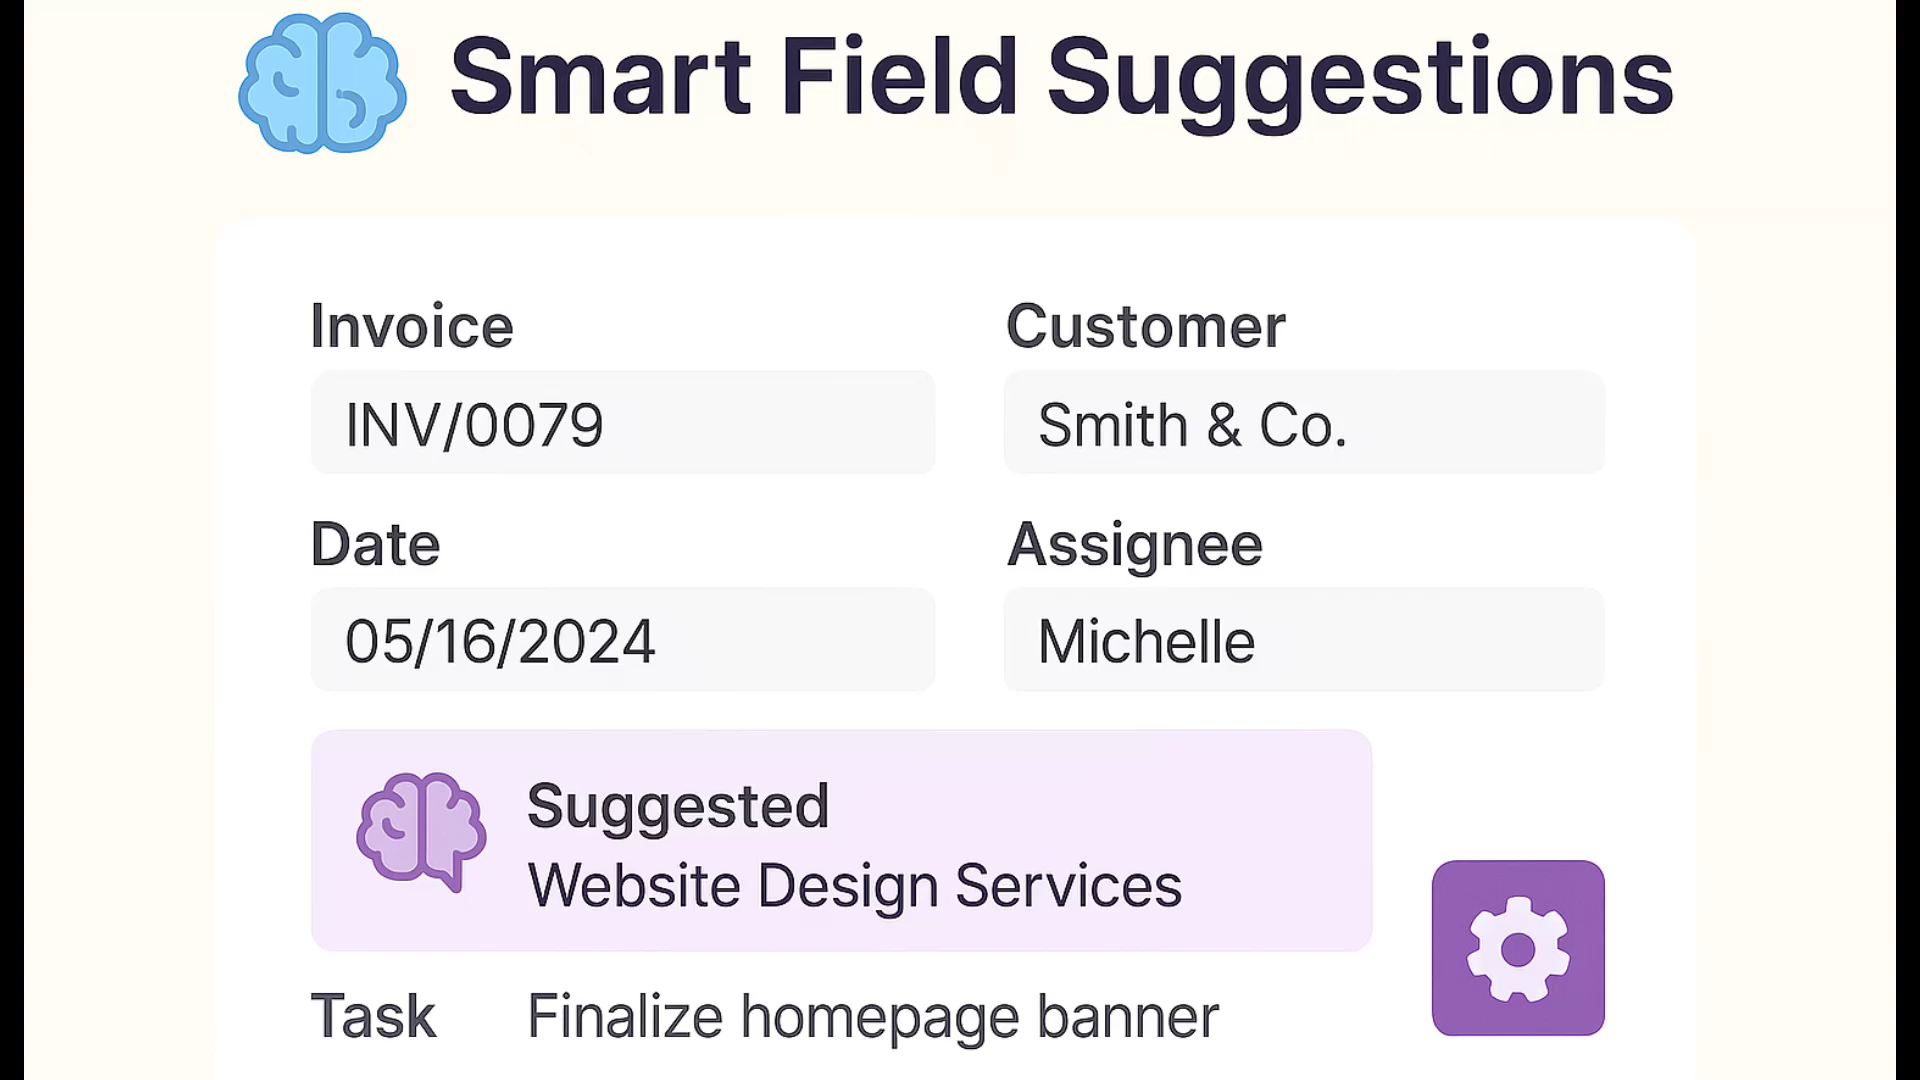 Smart Field Suggestions
Invoice
Customer
INV/0079
Smith & Co.
Date
Assignee
05/16/2024
Michelle
Suggested
Website Design Services
Task
Finalize homepage banner